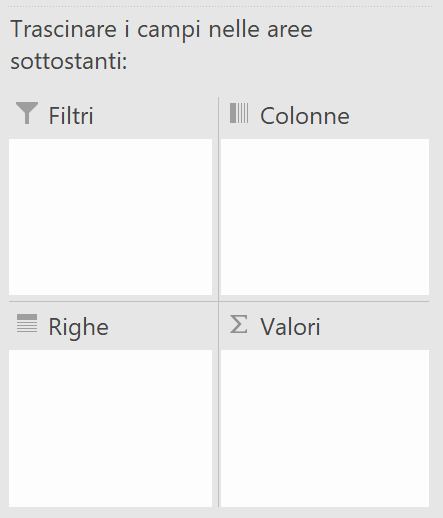 Trascinare i campi nelle aree
sottostanti:
Filtri
Colonne
Righe
Σ Valori